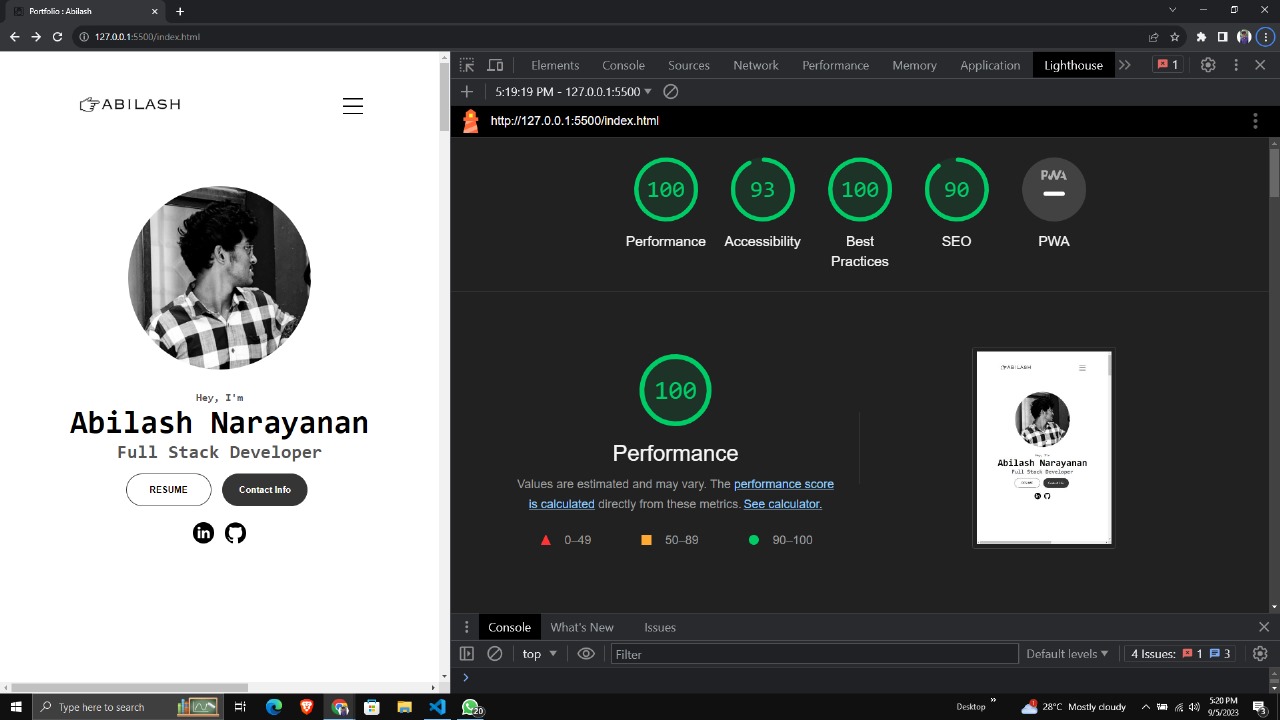 Portfolio : Abilash
127.0.0.1:5500/index.html
ABILASH
Hey, I'm
Abilash Narayanan
Full Stack Developer
RESUME
Contact Info
Elements Console Sources Network Performance Memory Application Lighthouse 1
5:19:19 PM - 127.0.0.1:5500
http://127.0.0.1:5500/index.html
100 93 100 90 PWA
Performance Accessibility Best SEO PWA
Practices
100
Performance
Values are estimated and may vary. The performance score
is calculated directly from these metrics. See calculator.
0–49 50–89 90–100
ABILASH
Abilash Narayanan
Full Stack Developer
Console What's New Issues
top Filter Default levels 4 Issues: 1 3
Type here to search
20
Desktop
28°C Mostly cloudy
5:20 PM
9/5/2024
3